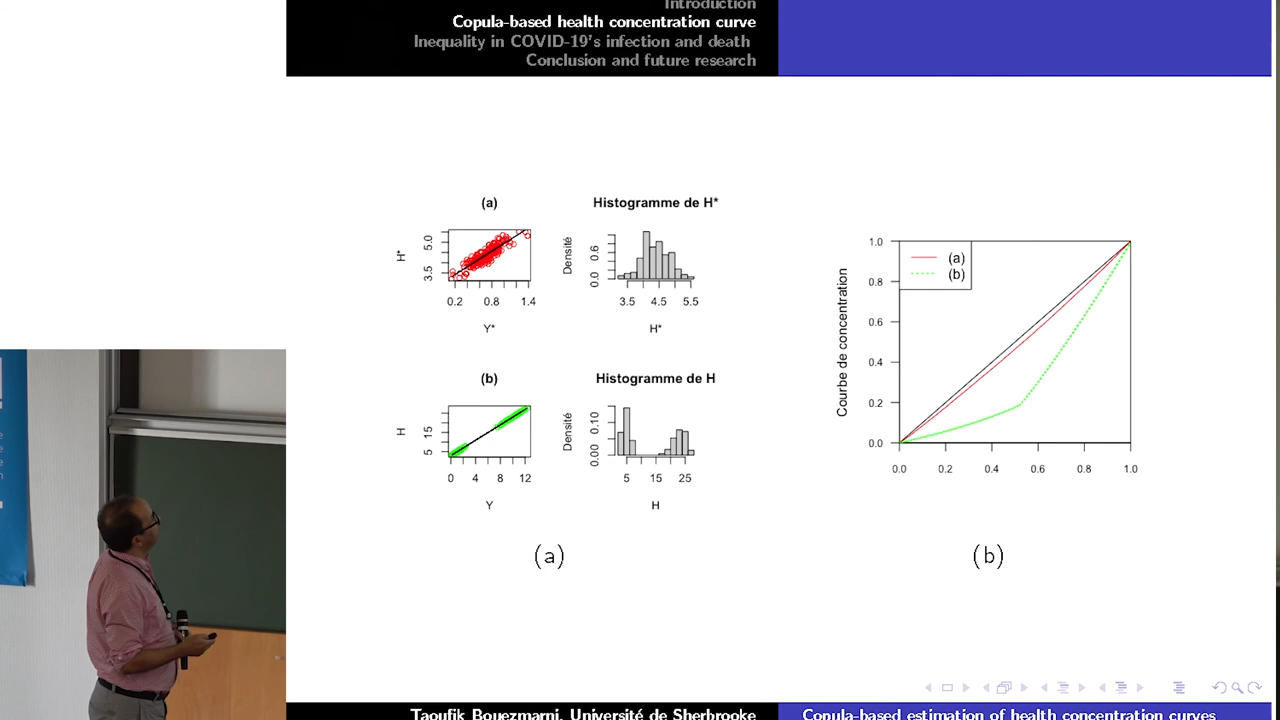 Introduction
Copula-based health concentration curve
Inequality in COVID-19's infection and death
Conclusion and future research
(a)
Histogramme de H*
H*
3.5 5.0
0.2 0.8 1.4
Y*
Densité
0.0 0.6
3.5 4.5 5.5
H*
(b)
Histogramme de H
H
5 15
0 4 8 12
Y
Densité
0.00 0.10
5 15 25
H
(a)
Courbe de concentration
(a)
(b)
1.0
0.8
0.6
0.4
0.2
0.0
0.0 0.2 0.4 0.6 0.8 1.0
(b)
Taoufik Bouezmarni, Université de Sherbrooke
Copula-based estimation of health concentration curves